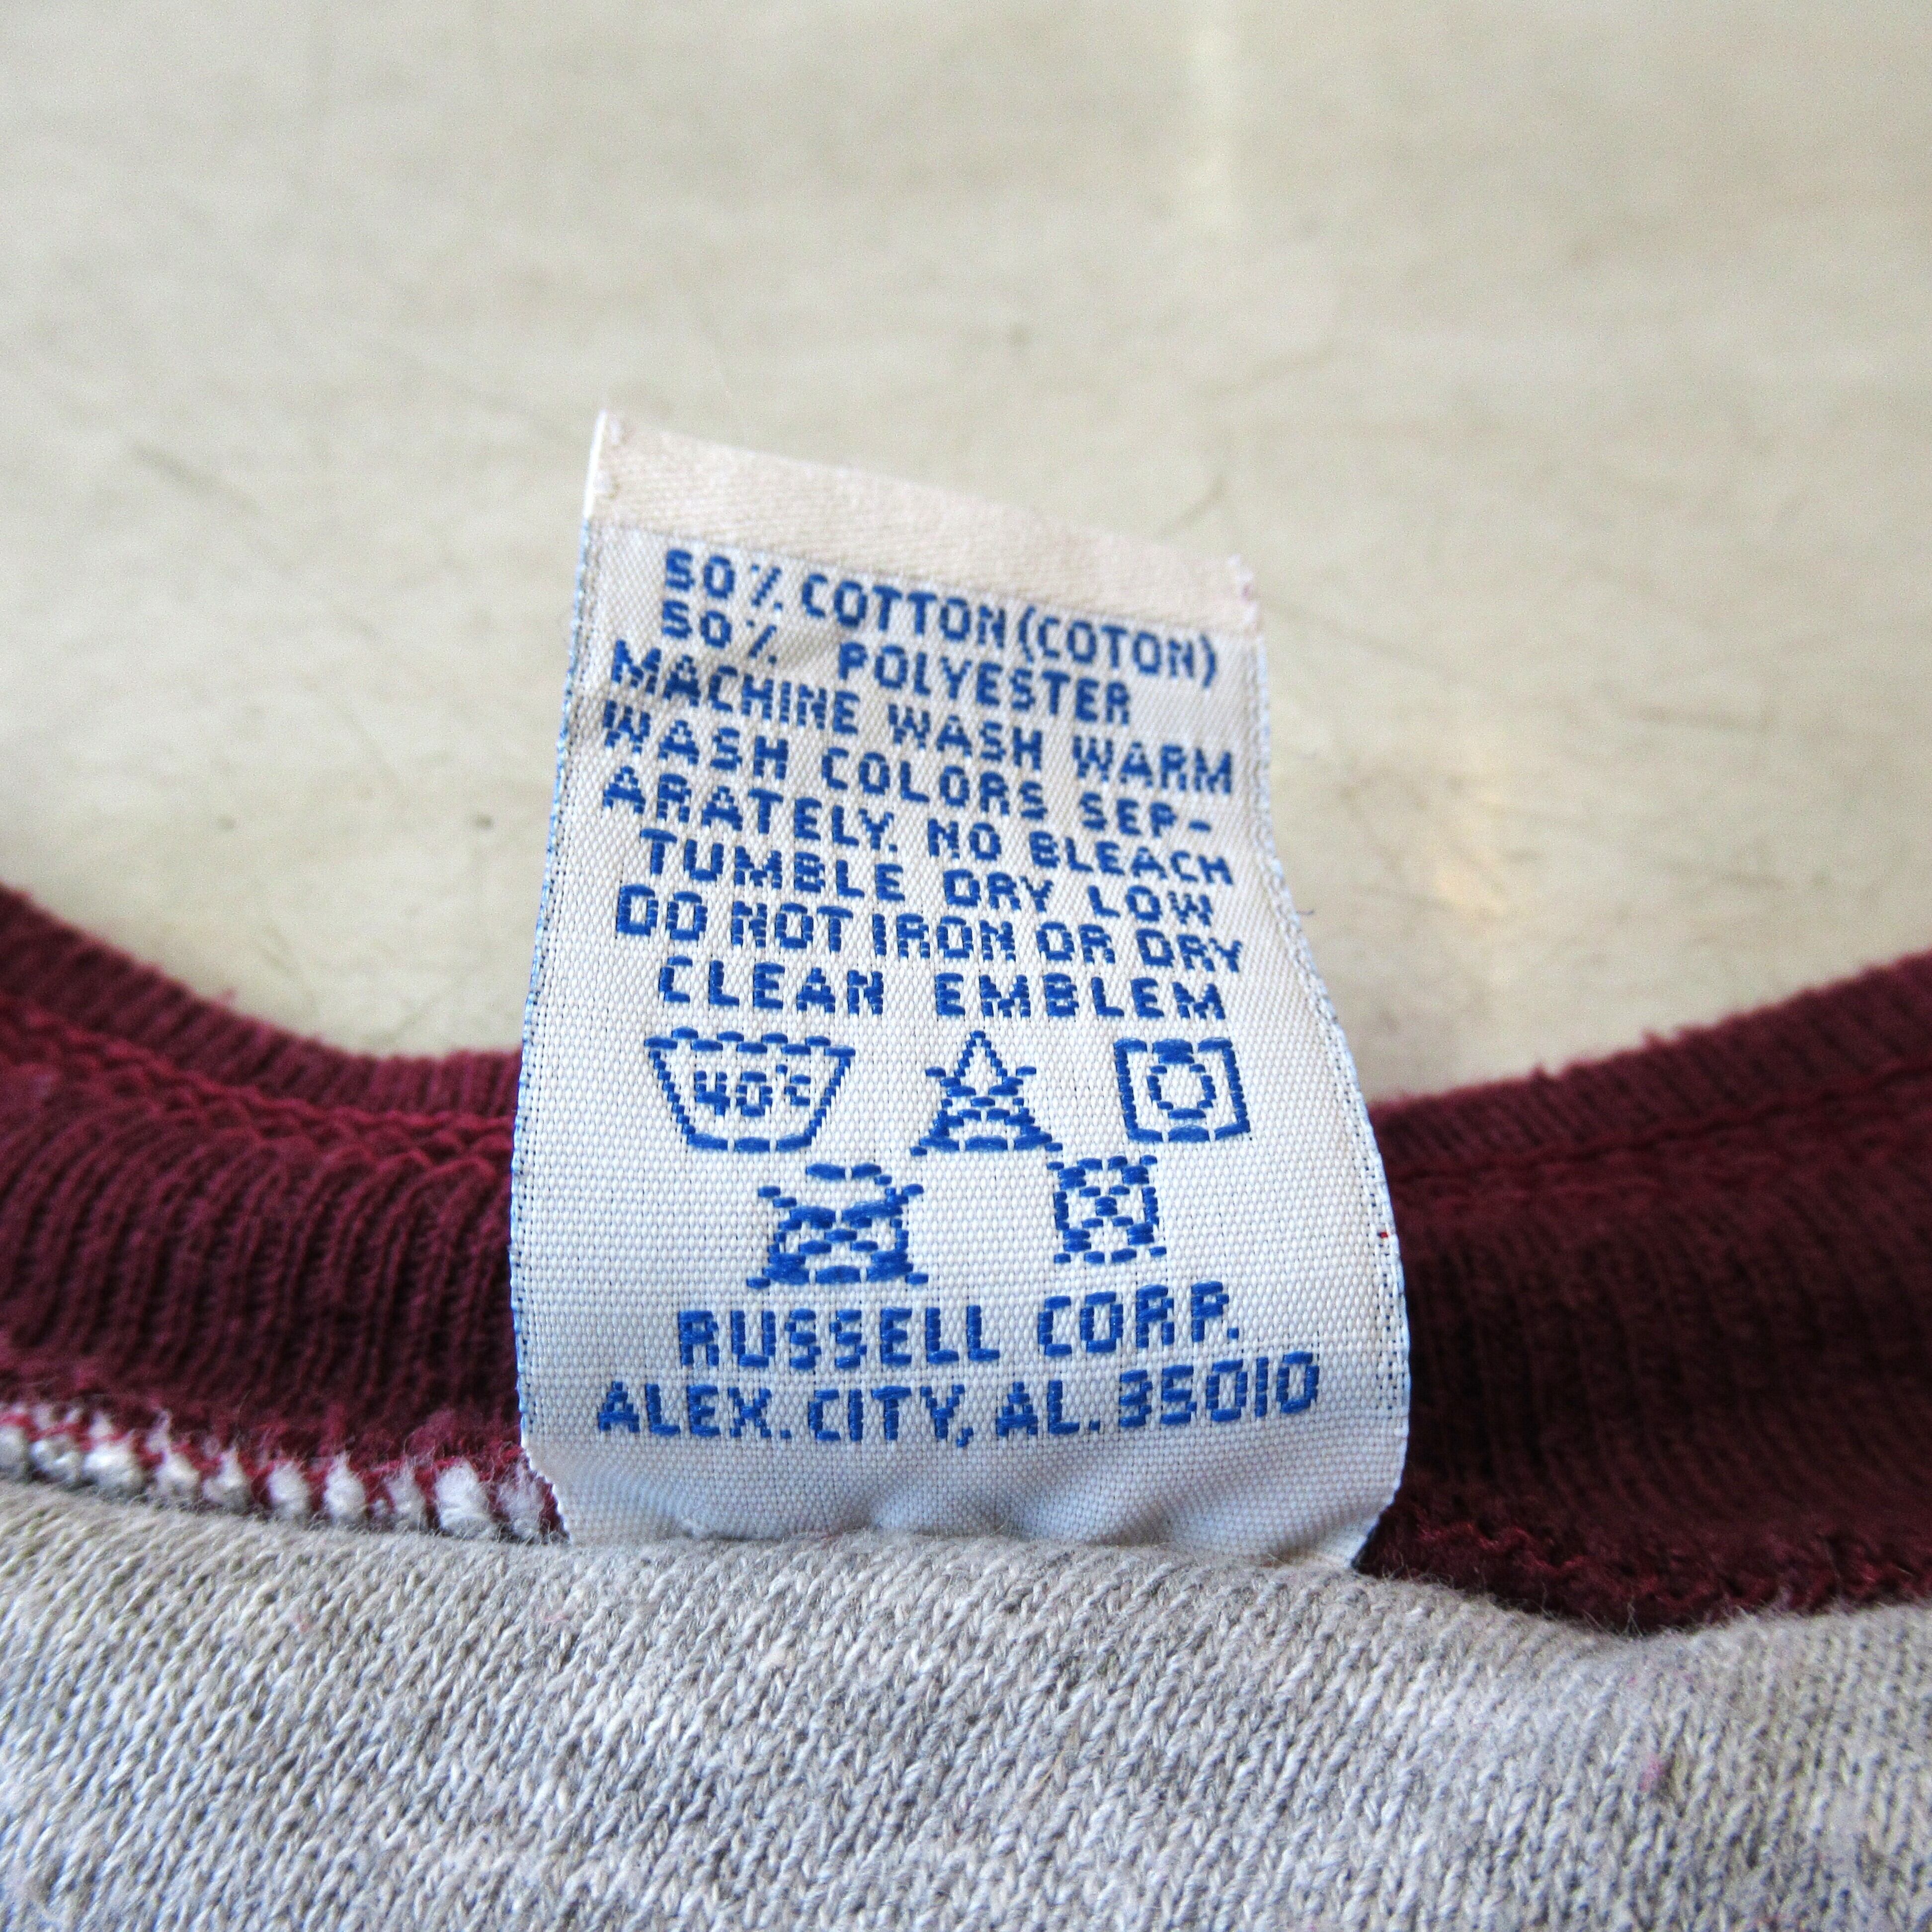 50% COTTON (COTON)
50% POLYESTER
MACHINE WASH WARM
WASH COLORS SEP-
ARATELY. NO BLEACH
TUMBLE DRY LOW
DO NOT IRON OR DRY
CLEAN EMBLEM
40°C
RUSSELL CORP.
ALEX. CITY, AL. 35010